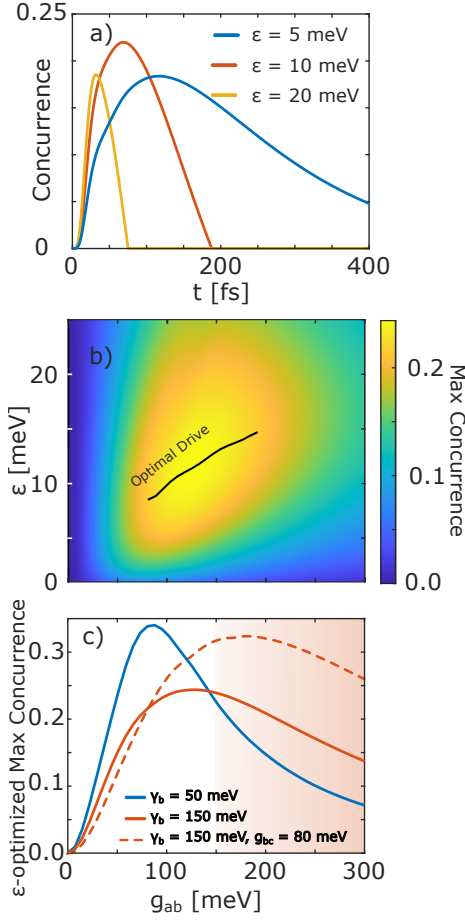 0.25
a)
ε = 5 meV
ε = 10 meV
ε = 20 meV
Concurrence
0
0 200 400
t [fs]
b)
20
10
0
ε [meV]
Optimal Drive
0.2
0.0
Max Concurrence
c)
0.3
0.2
0.1
0.0
ε-optimized Max Concurrence
γb = 50 meV
γb = 150 meV
γb = 150 meV, gbc = 80 meV
0 100 200 300
gab [meV]